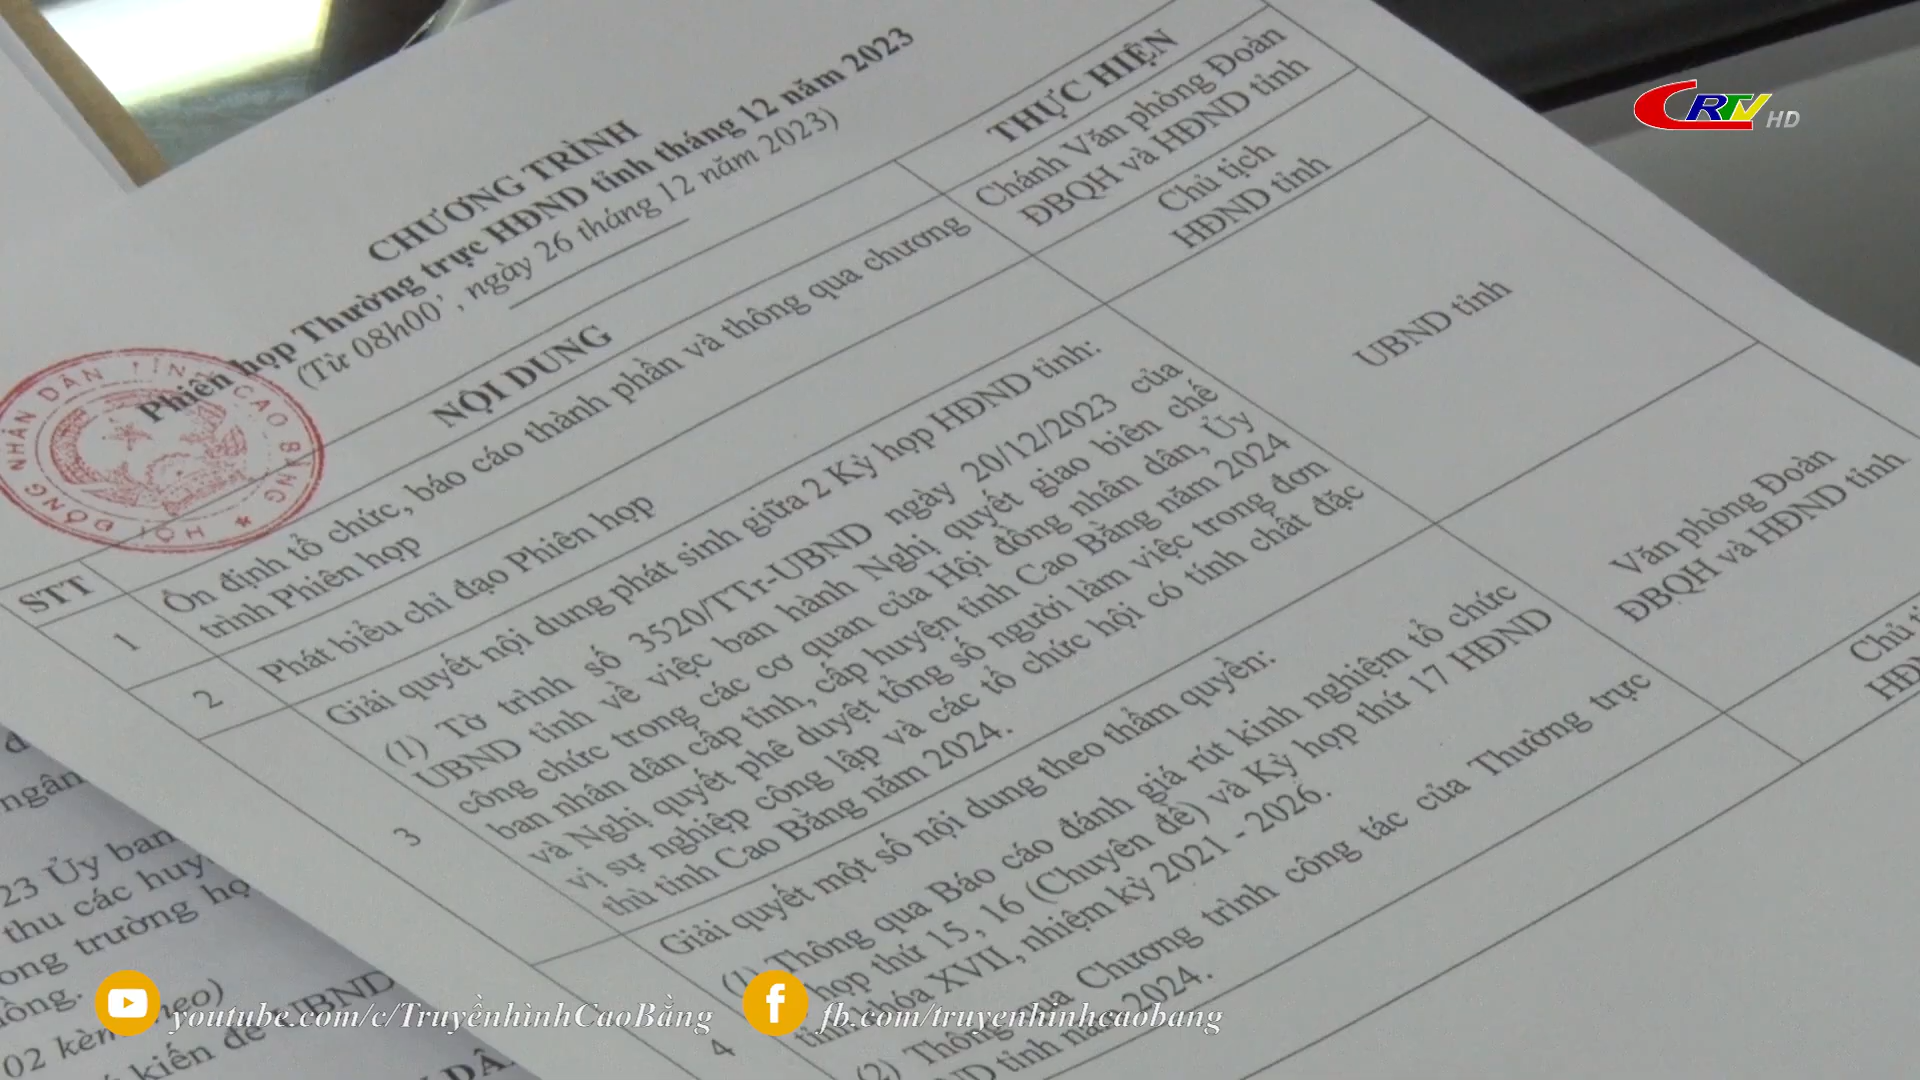 CRTV HD
CHƯƠNG TRÌNH
Phiên họp Thường trực HĐND tỉnh tháng 12 năm 2023
(Từ 08h00’, ngày 26 tháng 12 năm 2023)
HỘI ĐỒNG NHÂN DÂN TỈNH CAO BẰNG
STT
NỘI DUNG
THỰC HIỆN
1
Ổn định tổ chức, báo cáo thành phần và thông qua chương
trình Phiên họp
Chánh Văn phòng Đoàn
ĐBQH và HĐND tỉnh
2
Phát biểu chỉ đạo Phiên họp
Chủ tịch
HĐND tỉnh
3
Giải quyết nội dung phát sinh giữa 2 Kỳ họp HĐND tỉnh:
(1) Tờ trình số 3520/TTr-UBND ngày 20/12/2023 của
UBND tỉnh về việc ban hành Nghị quyết giao biên chế
công chức trong các cơ quan của Hội đồng nhân dân, Ủy
ban nhân dân cấp tỉnh, cấp huyện tỉnh Cao Bằng năm 2024
và Nghị quyết phê duyệt tổng số người làm việc trong đơn
vị sự nghiệp công lập và các tổ chức hội có tính chất đặc
thù tỉnh Cao Bằng năm 2024.
UBND tỉnh
4
Giải quyết một số nội dung theo thẩm quyền:
(1) Thông qua Báo cáo đánh giá rút kinh nghiệm tổ chức
họp thứ 15, 16 (Chuyên đề) và Kỳ họp thứ 17 HĐND
tỉnh khóa XVII, nhiệm kỳ 2021 - 2026.
Văn phòng Đoàn
ĐBQH và HĐND tỉnh
(2) Thông qua Chương trình công tác của Thường trực
tỉnh năm 2024.
Chủ
ngân
23 Ủy ban
thu các huy
ong trường hợ
đồng.
02 kèm theo)
kiến
UBND
youtube.com/c/TruyềnhìnhCaoBằng
fb.com/truyenhinhcaobang